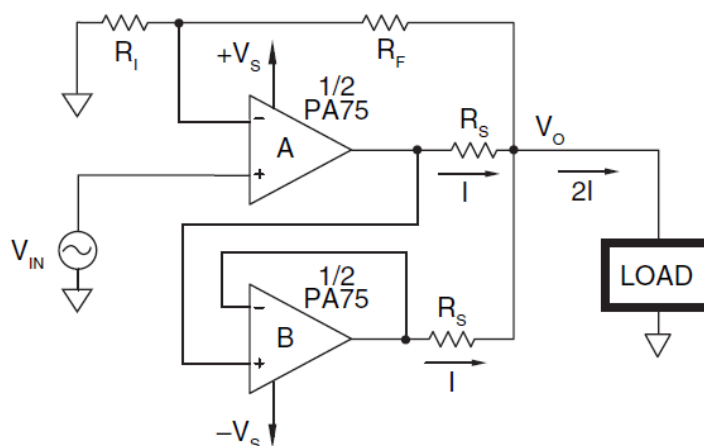 R_I
R_F
+V_S
1/2
PA75
−
A
+
R_S
V_O
I
2I
V_IN
LOAD
1/2
PA75
−
B
+
R_S
I
−V_S